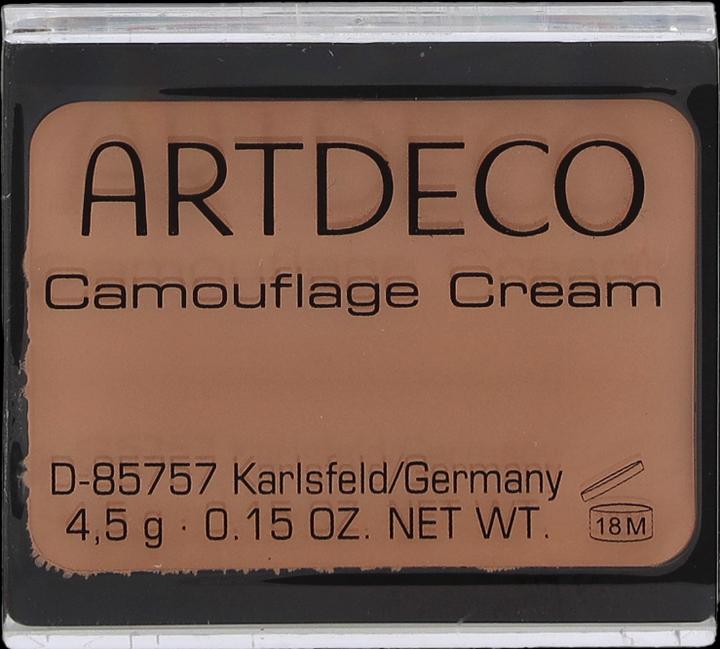 ARTDECO
Camouflage Cream
D-85757 Karlsfeld/Germany
4,5 g · 0.15 OZ. NET WT.
18M